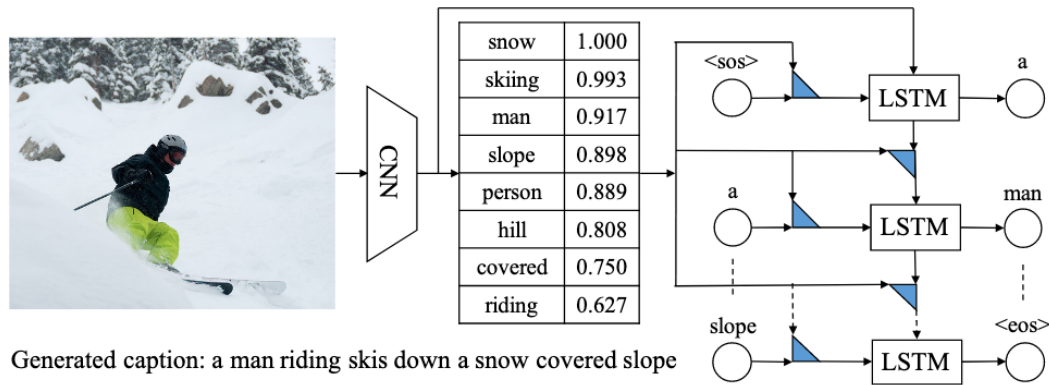 CNN
snow 1.000
skiing 0.993
man 0.917
slope 0.898
person 0.889
hill 0.808
covered 0.750
riding 0.627
<sos>
LSTM
a
a
LSTM
man
slope
LSTM
<eos>
Generated caption: a man riding skis down a snow covered slope